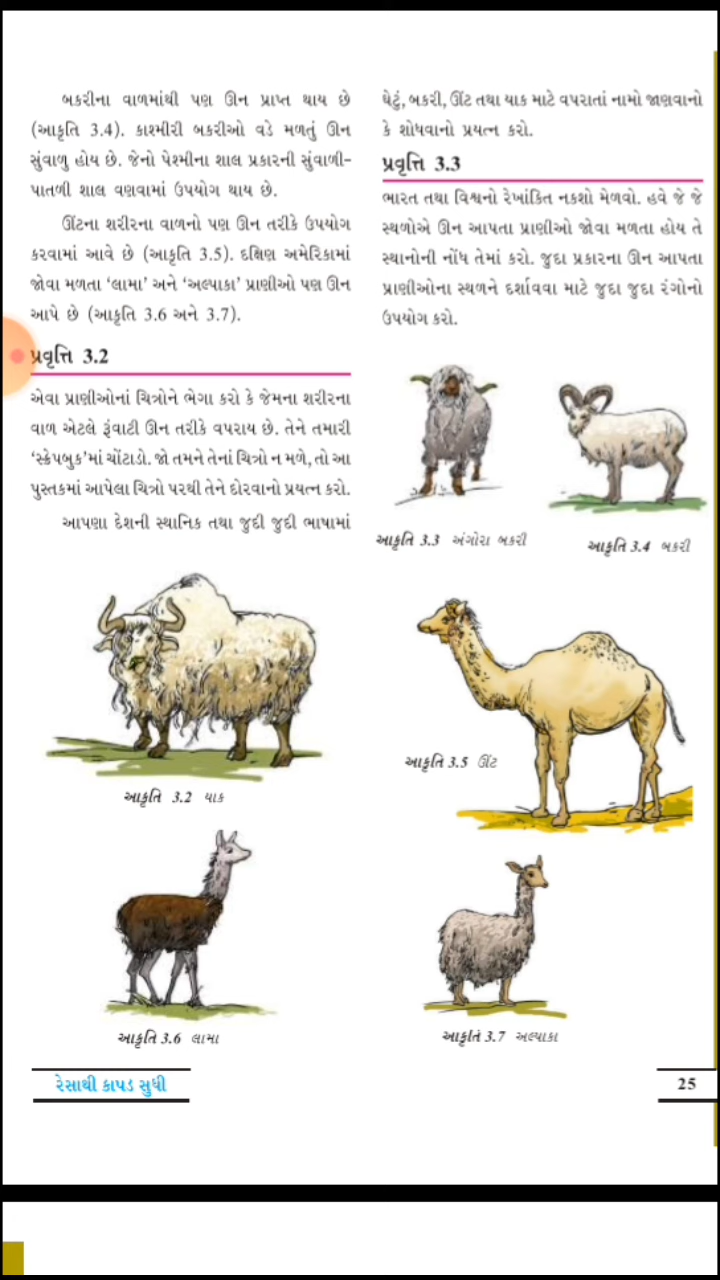 બકરીના વાળમાંથી પણ ઊન પ્રાપ્ત થાય છે
(આકૃતિ 3.4). કાશ્મીરી બકરીઓ વડે મળતું ઊન
સુંવાળુ હોય છે. જેનો પેશ્મીના શાલ પ્રકારની સુંવાળી-
પાતળી શાલ વણવામાં ઉપયોગ થાય છે.
ઊંટના શરીરના વાળનો પણ ઊન તરીકે ઉપયોગ
કરવામાં આવે છે (આકૃતિ 3.5). દક્ષિણ અમેરિકામાં
જોવા મળતા ‘લામા’ અને ‘અલ્પાકા’ પ્રાણીઓ પણ ઊન
આપે છે (આકૃતિ 3.6 અને 3.7).
પ્રવૃત્તિ 3.2
એવા પ્રાણીઓનાં ચિત્રોને ભેગા કરો કે જેમના શરીરના
વાળ એટલે રૂંવાટી ઊન તરીકે વપરાય છે. તેને તમારી
‘સ્ક્રેપબુક’માં ચોંટાડો. જો તમને તેનાં ચિત્રો ન મળે, તો આ
પુસ્તકમાં આપેલા ચિત્રો પરથી તેને દોરવાનો પ્રયત્ન કરો.
આપણા દેશની સ્થાનિક તથા જુદી જુદી ભાષામાં
ઘેટું, બકરી, ઊંટ તથા યાક માટે વપરાતાં નામો જાણવાનો
કે શોધવાનો પ્રયત્ન કરો.
પ્રવૃત્તિ 3.3
ભારત તથા વિશ્વનો રેખાંકિત નકશો મેળવો. હવે જે જે
સ્થળોએ ઊન આપતા પ્રાણીઓ જોવા મળતા હોય તે
સ્થાનોની નોંધ તેમાં કરો. જુદા પ્રકારના ઊન આપતા
પ્રાણીઓના સ્થળને દર્શાવવા માટે જુદા જુદા રંગોનો
ઉપયોગ કરો.
આકૃતિ 3.3 અંગોરા બકરી
આકૃતિ 3.4 બકરી
આકૃતિ 3.2 યાક
આકૃતિ 3.5 ઊંટ
આકૃતિ 3.6 લામા
આકૃતિ 3.7 અલ્પાકા
રેસાથી કાપડ સુધી
25